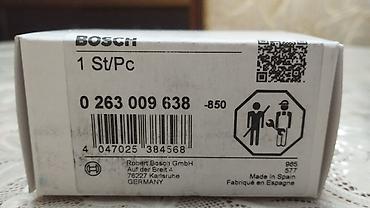 BOSCH
1 St/Pc
0 263 009 638 -850
4 047025 384568
Robert Bosch GmbH
Auf der Breit 4
76227 Karlsruhe
GERMANY
985
577
Made in Spain
Fabriqué en Espagne